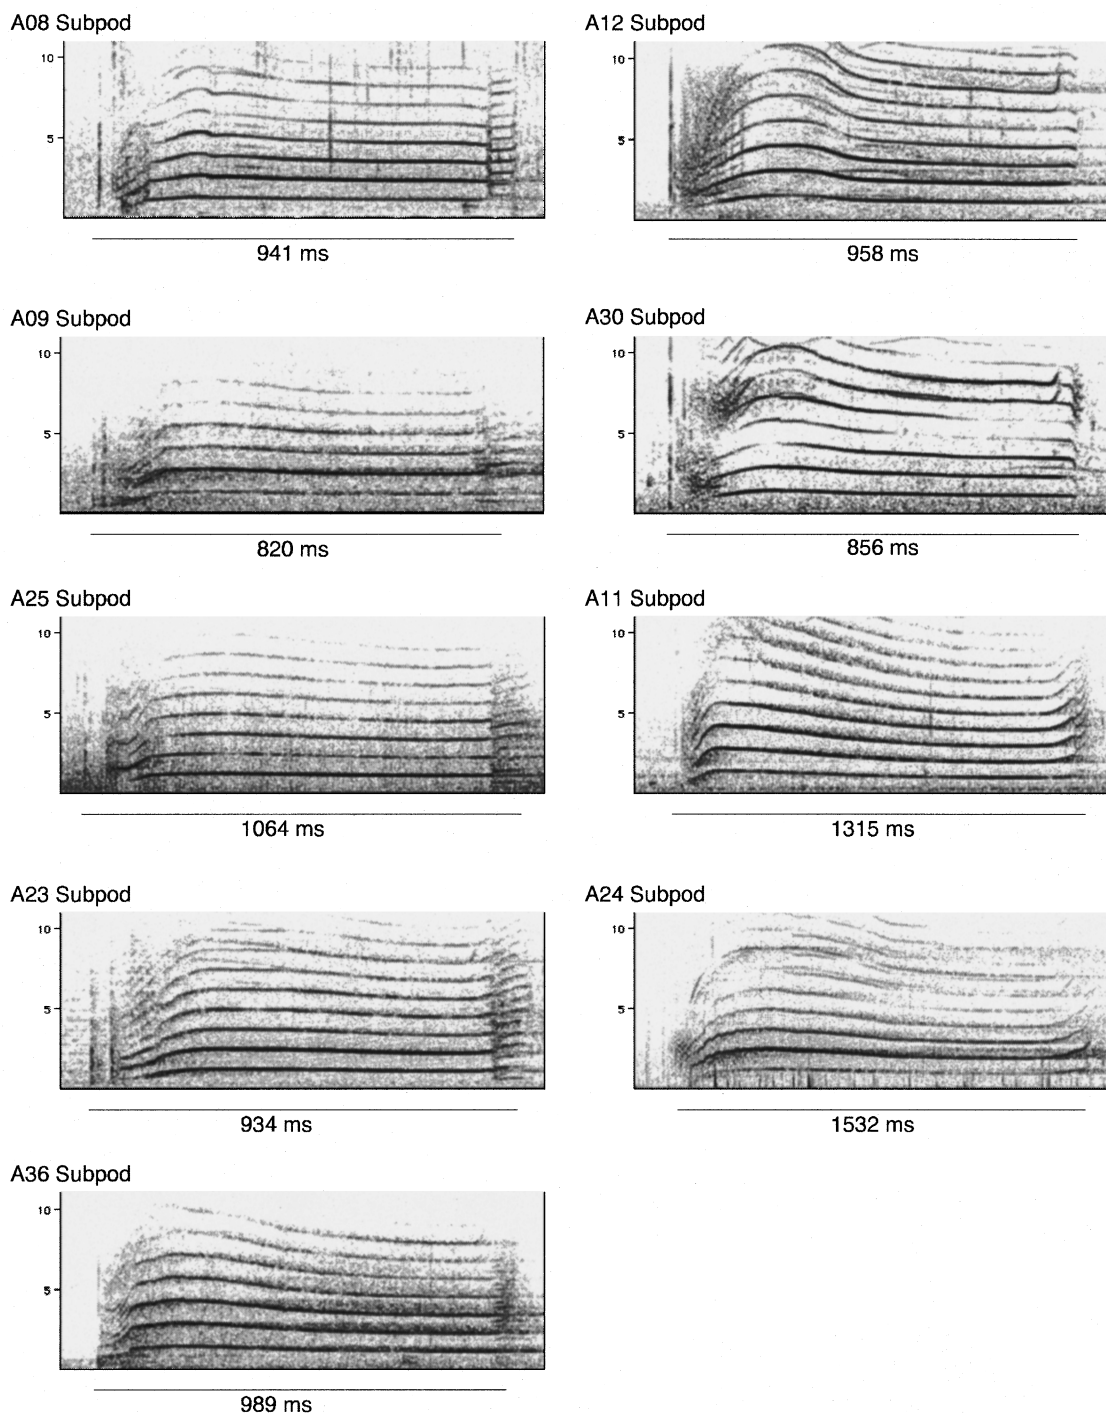 A08 Subpod
10
5
941 ms
A12 Subpod
10
5
958 ms
A09 Subpod
10
5
820 ms
A30 Subpod
10
5
856 ms
A25 Subpod
10
5
1064 ms
A11 Subpod
10
5
1315 ms
A23 Subpod
10
5
934 ms
A24 Subpod
10
5
1532 ms
A36 Subpod
10
5
989 ms